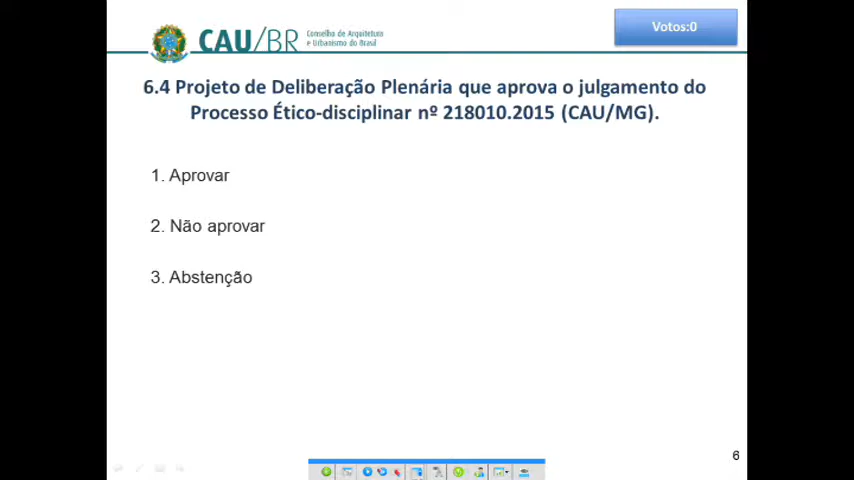 CAU/BR
Conselho de Arquitetura
e Urbanismo do Brasil
Votos:0
6.4 Projeto de Deliberação Plenária que aprova o julgamento do
Processo Ético-disciplinar nº 218010.2015 (CAU/MG).
1. Aprovar
2. Não aprovar
3. Abstenção
6